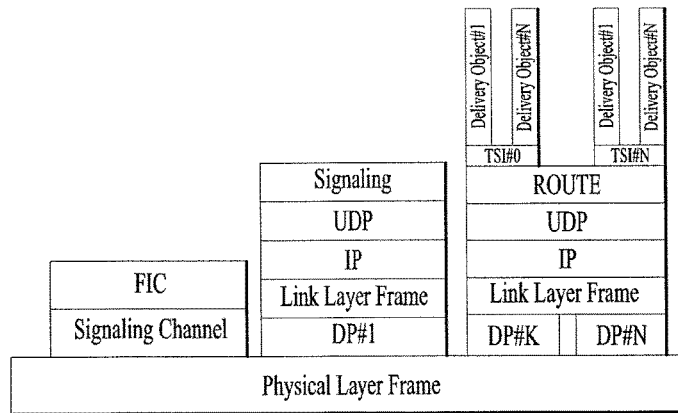 Delivery Object#1
Delivery Object#N
Delivery Object#1
Delivery Object#N
TSI#0
TSI#N
Signaling
ROUTE
UDP
UDP
IP
IP
FIC
Link Layer Frame
Link Layer Frame
Signaling Channel
DP#1
DP#K
DP#N
Physical Layer Frame